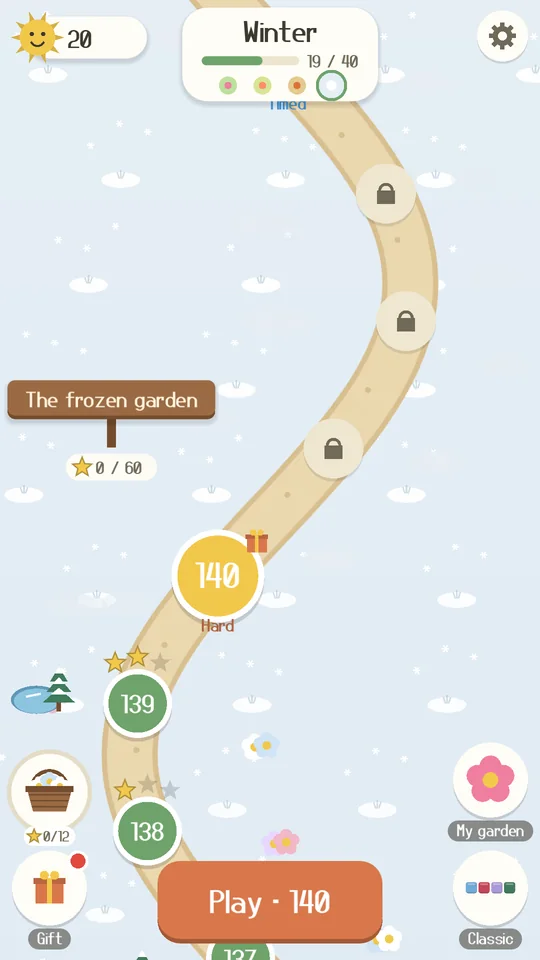 20
Winter
19 / 40
Timed
The frozen garden
0 / 60
140
Hard
139
138
0/12
My garden
Play · 140
Gift
Classic
137